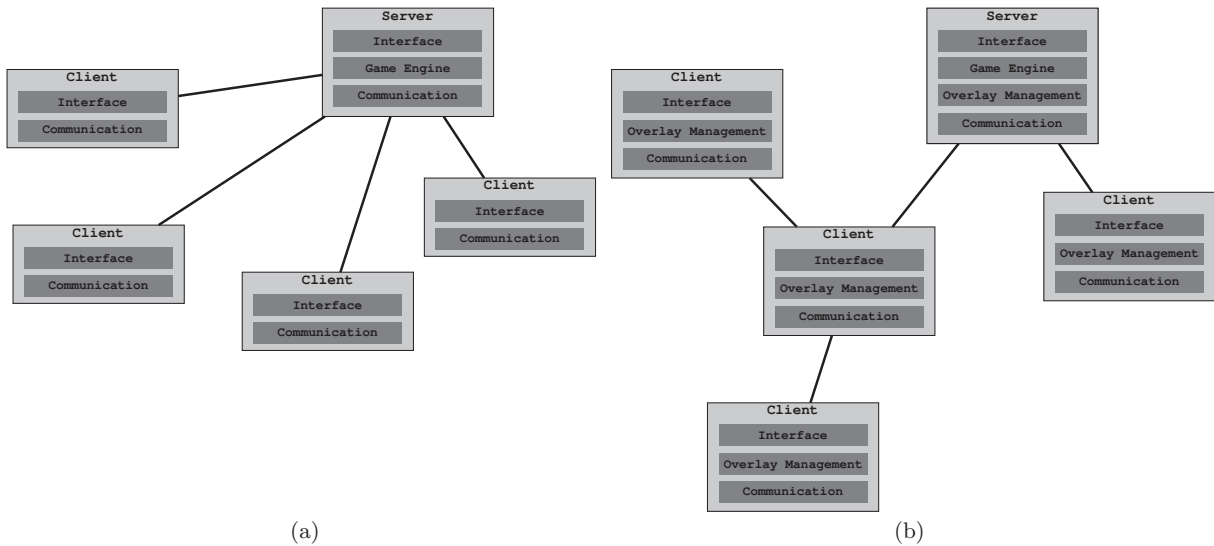 Server
Interface
Game Engine
Communication
Client
Interface
Communication
Client
Interface
Communication
Client
Interface
Communication
Client
Interface
Communication
(a)
Server
Interface
Game Engine
Overlay Management
Communication
Client
Interface
Overlay Management
Communication
Client
Interface
Overlay Management
Communication
Client
Interface
Overlay Management
Communication
Client
Interface
Overlay Management
Communication
(b)